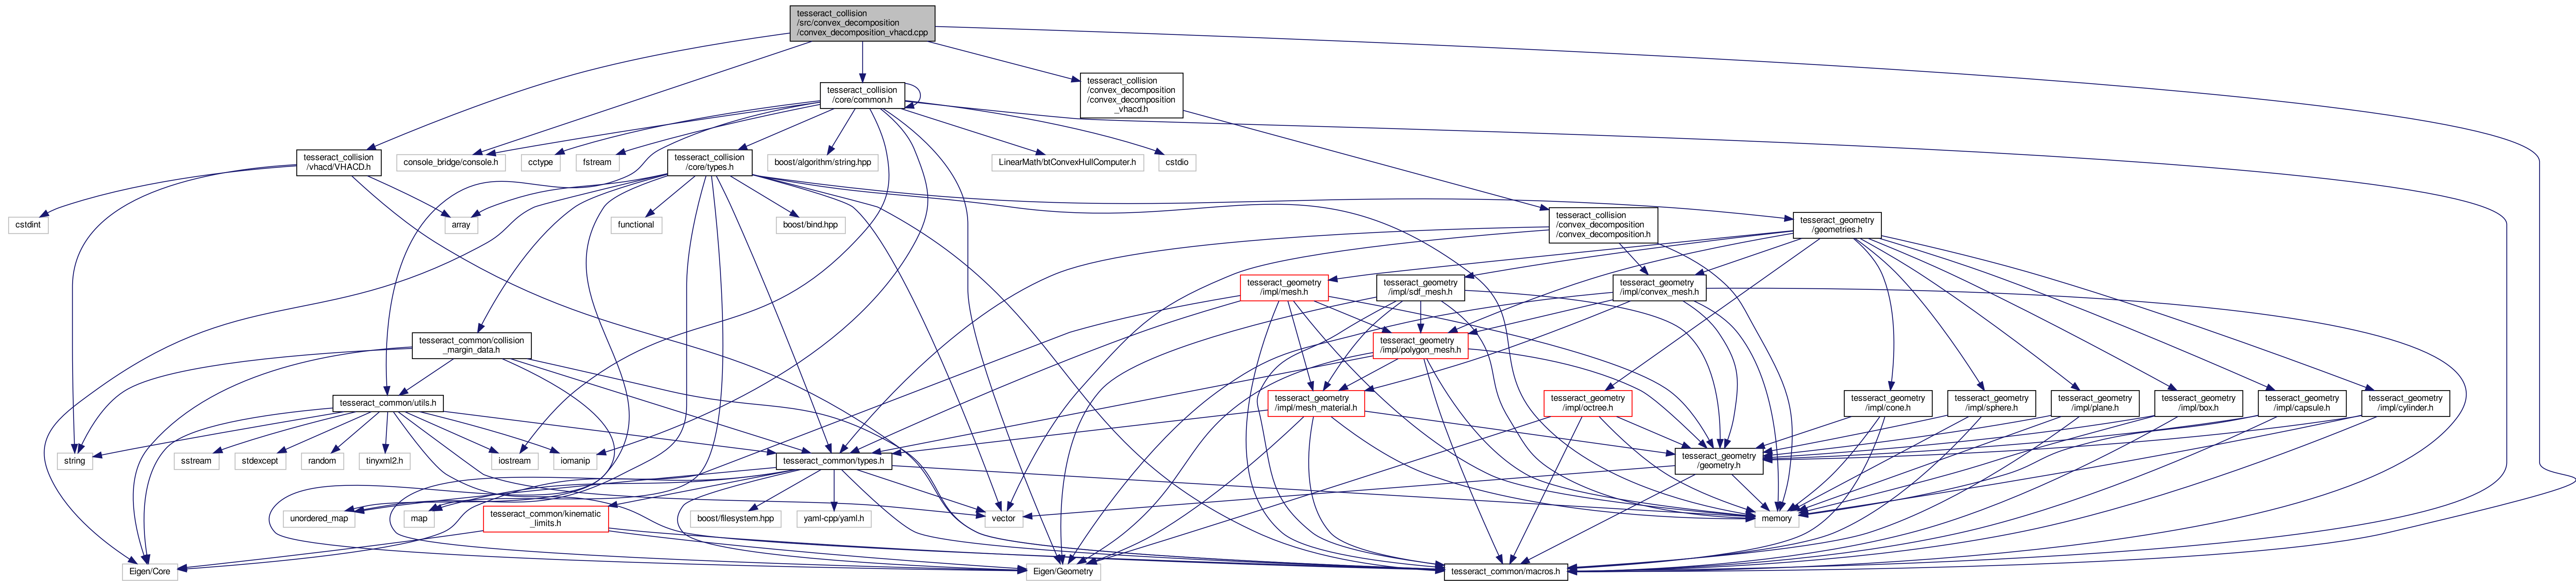 tesseract_collision
/src/convex_decomposition
/convex_decomposition_vhacd.cpp
tesseract_collision
/core/common.h
tesseract_collision
/convex_decomposition
/convex_decomposition
_vhacd.h
tesseract_collision
/vhacd/VHACD.h
console_bridge/console.h
cctype
fstream
tesseract_collision
/core/types.h
boost/algorithm/string.hpp
LinearMath/btConvexHullComputer.h
cstdio
cstdint
array
functional
boost/bind.hpp
tesseract_collision
/convex_decomposition
/convex_decomposition.h
tesseract_geometry
/geometries.h
tesseract_geometry
/impl/mesh.h
tesseract_geometry
/impl/sdf_mesh.h
tesseract_geometry
/impl/convex_mesh.h
tesseract_common/collision
_margin_data.h
tesseract_geometry
/impl/polygon_mesh.h
tesseract_common/utils.h
tesseract_geometry
/impl/mesh_material.h
tesseract_geometry
/impl/octree.h
tesseract_geometry
/impl/cone.h
tesseract_geometry
/impl/sphere.h
tesseract_geometry
/impl/plane.h
tesseract_geometry
/impl/box.h
tesseract_geometry
/impl/capsule.h
tesseract_geometry
/impl/cylinder.h
string
sstream
stdexcept
random
tinyxml2.h
iostream
iomanip
tesseract_common/types.h
tesseract_geometry
/geometry.h
unordered_map
map
tesseract_common/kinematic
_limits.h
boost/filesystem.hpp
yaml-cpp/yaml.h
vector
memory
Eigen/Core
Eigen/Geometry
tesseract_common/macros.h